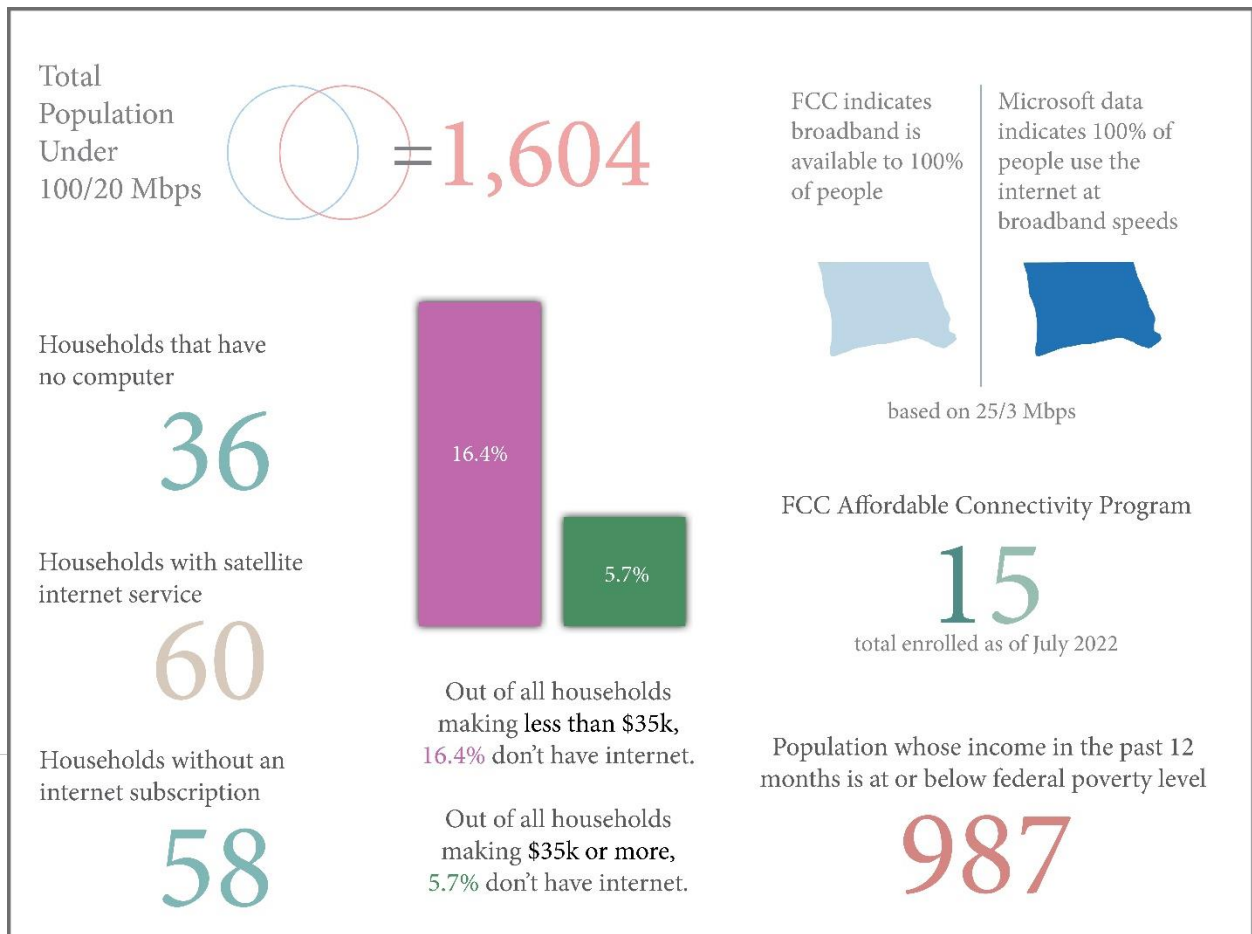 Total
Population
Under
100/20 Mbps
=1,604
FCC indicates
broadband is
available to 100%
of people
Microsoft data
indicates 100% of
people use the
internet at
broadband speeds
based on 25/3 Mbps
Households that have
no computer
36
Households with satellite
internet service
60
Households without an
internet subscription
58
16.4%
5.7%
Out of all households
making less than $35k,
16.4% don't have internet.
Out of all households
making $35k or more,
5.7% don't have internet.
FCC Affordable Connectivity Program
15
total enrolled as of July 2022
Population whose income in the past 12
months is at or below federal poverty level
987